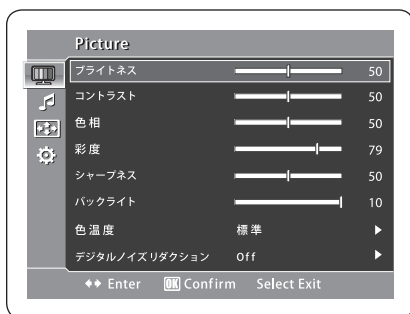 Picture
ブライトネス 50
コントラスト 50
色相 50
彩度 79
シャープネス 50
バックライト 10
色温度 標準
デジタルノイズリダクション Off
Enter OK Confirm Select Exit